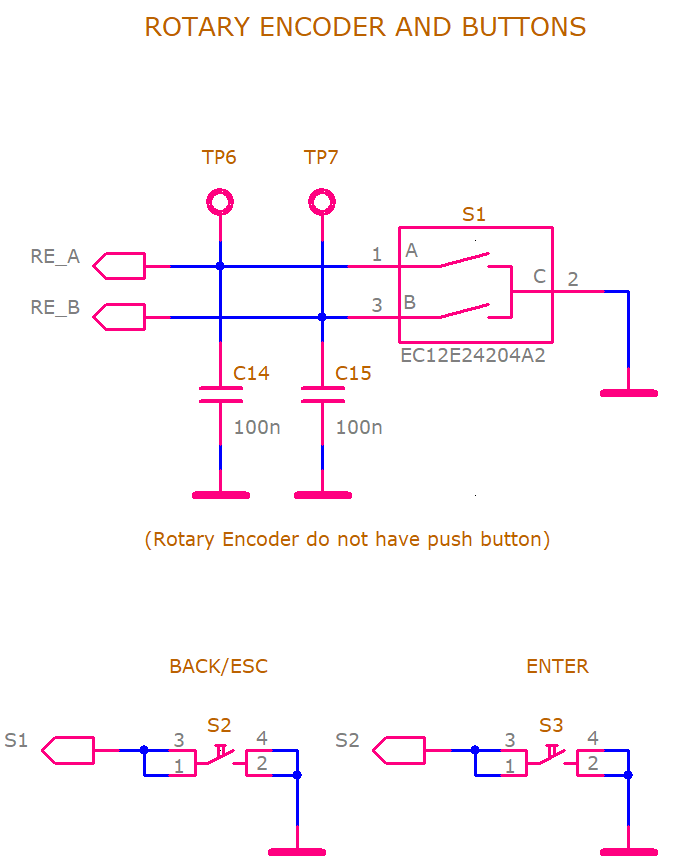 ROTARY ENCODER AND BUTTONS
TP6 TP7
S1
RE_A 1 A
C 2
RE_B 3 B
EC12E24204A2
C14 C15
100n 100n
(Rotary Encoder do not have push button)
BACK/ESC ENTER
S2 S3
S1 3 4 S2 3 4
1 2 1 2